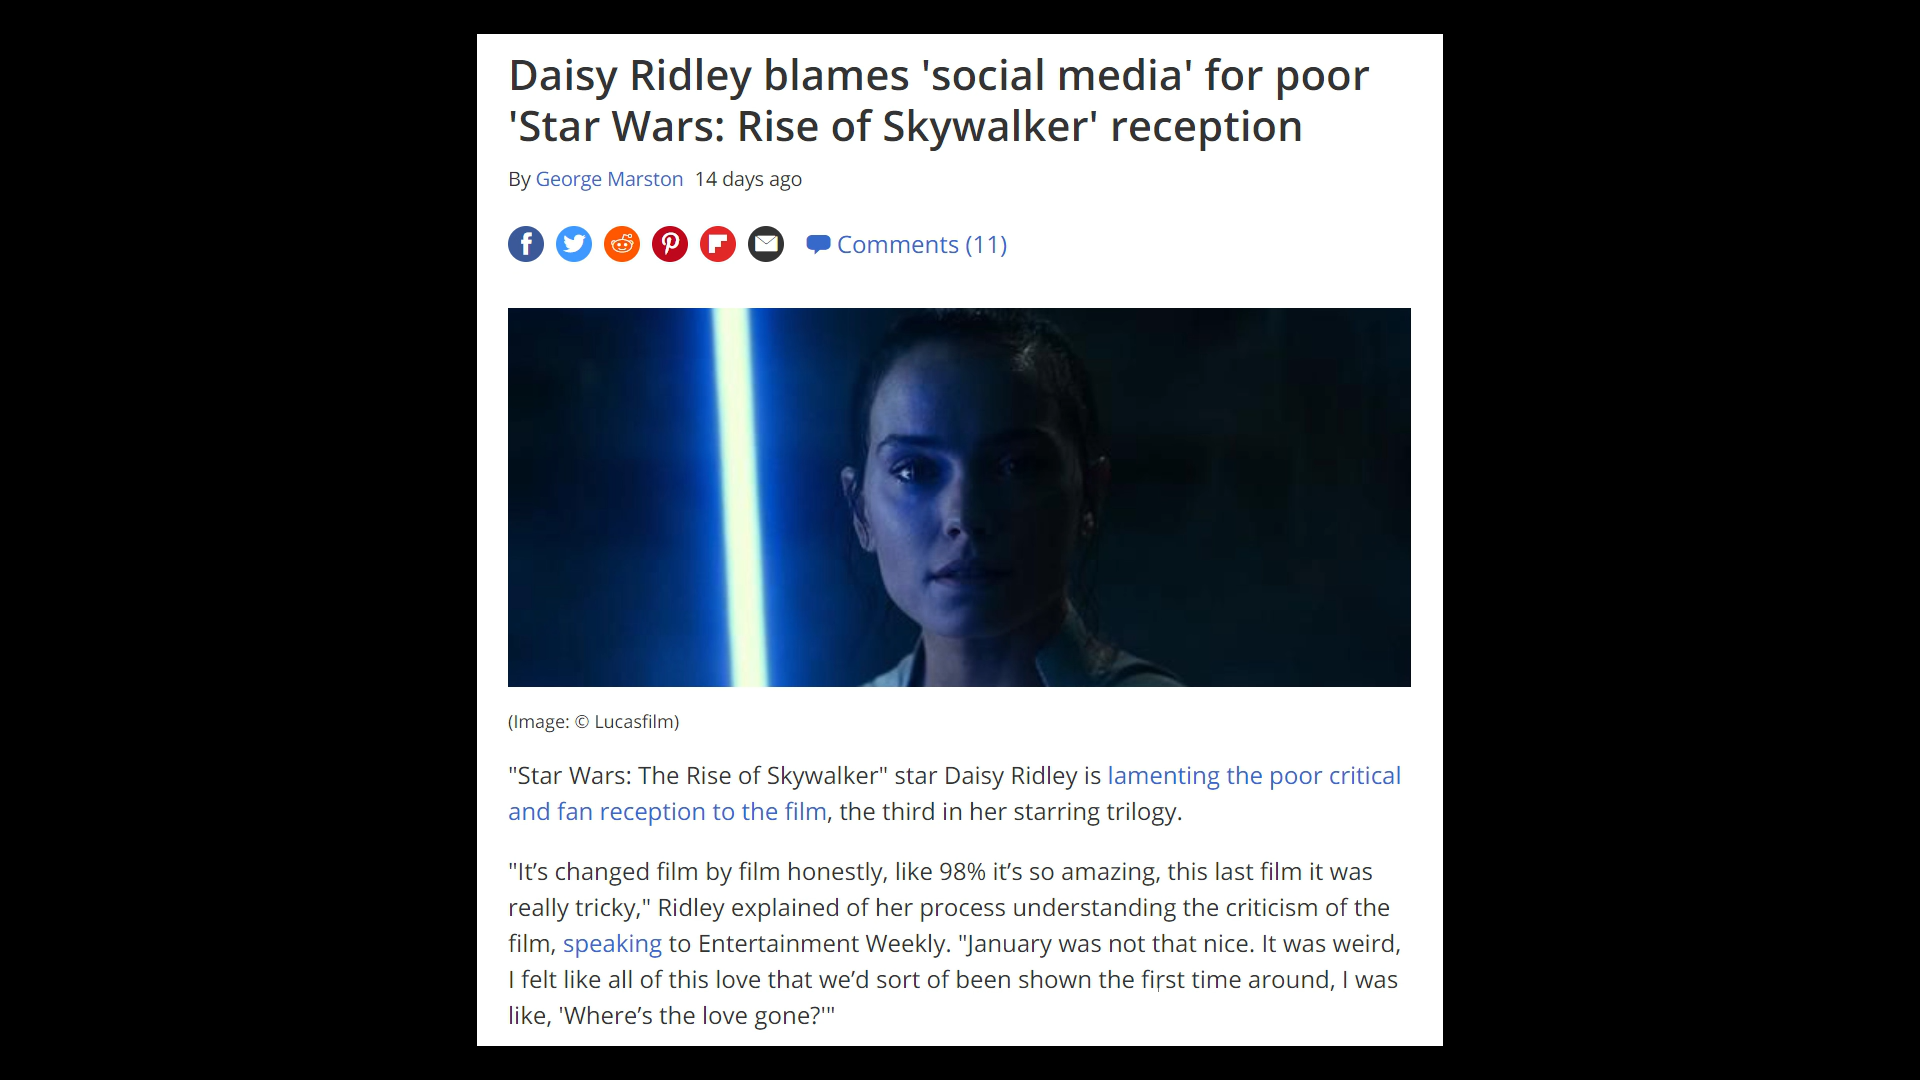 Daisy Ridley blames 'social media' for poor
'Star Wars: Rise of Skywalker' reception
By George Marston 14 days ago
Comments (11)
(Image: © Lucasfilm)
"Star Wars: The Rise of Skywalker" star Daisy Ridley is lamenting the poor critical
and fan reception to the film, the third in her starring trilogy.
"It’s changed film by film honestly, like 98% it’s so amazing, this last film it was
really tricky," Ridley explained of her process understanding the criticism of the
film, speaking to Entertainment Weekly. "January was not that nice. It was weird,
I felt like all of this love that we’d sort of been shown the first time around, I was
like, 'Where’s the love gone?'"